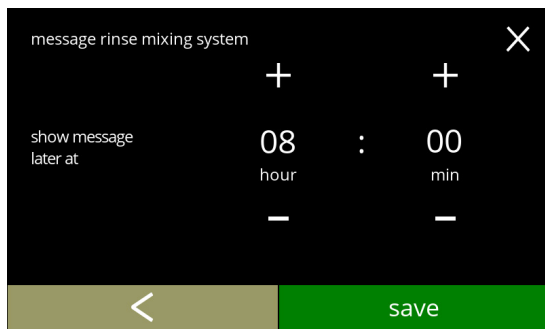 message rinse mixing system
+ +
show message
later at
08 : 00
hour min
- -
< save